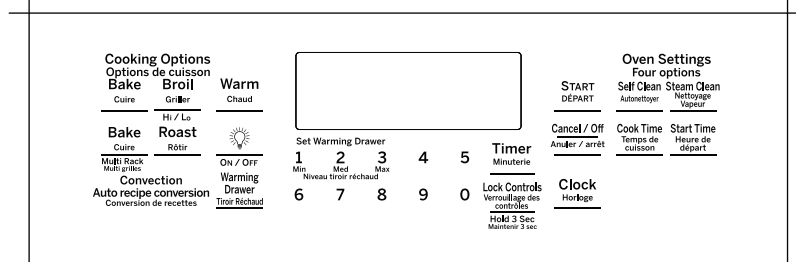 Cooking Options
Options de cuisson
Bake
Cuire
Broil
Griller
Hi / Lo
Warm
Chaud
Bake
Cuire
Multi Rack
Multi grilles
Roast
Rôtir
ON / OFF
Convection
Auto recipe conversion
Conversion de recettes
Warming
Drawer
Tiroir Réchaud
Set Warming Drawer
1 2 3 4 5
Min Med Max
Niveau tiroir réchaud
6 7 8 9 0
Timer
Minuterie
Lock Controls
Verrouillage des
contrôles
Hold 3 Sec
Maintenir 3 sec
START
DÉPART
Cancel / Off
Anuler / arrêt
Clock
Horloge
Oven Settings
Four options
Self Clean
Autonettoyer
Steam Clean
Nettoyage
Vapeur
Cook Time
Temps de
cuisson
Start Time
Heure de
départ